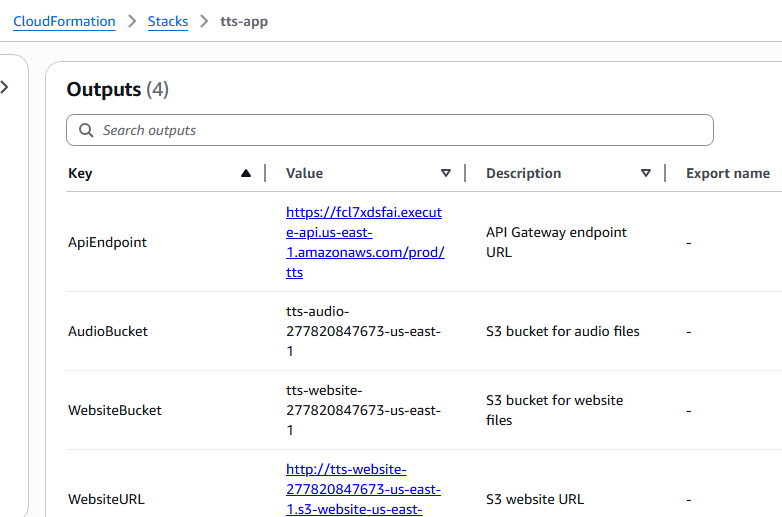 CloudFormation > Stacks > tts-app
Outputs (4)
Search outputs
Key Value Description Export name
ApiEndpoint
https://fcl7xdsfai.execut
e-api.us-east-
1.amazonaws.com/prod/
tts
API Gateway endpoint
URL
-
AudioBucket
tts-audio-
277820847673-us-east-
1
S3 bucket for audio files
-
WebsiteBucket
tts-website-
277820847673-us-east-
1
S3 bucket for website
files
-
WebsiteURL
http://tts-website-
277820847673-us-east-
1.s3-website-us-east-
S3 website URL
-